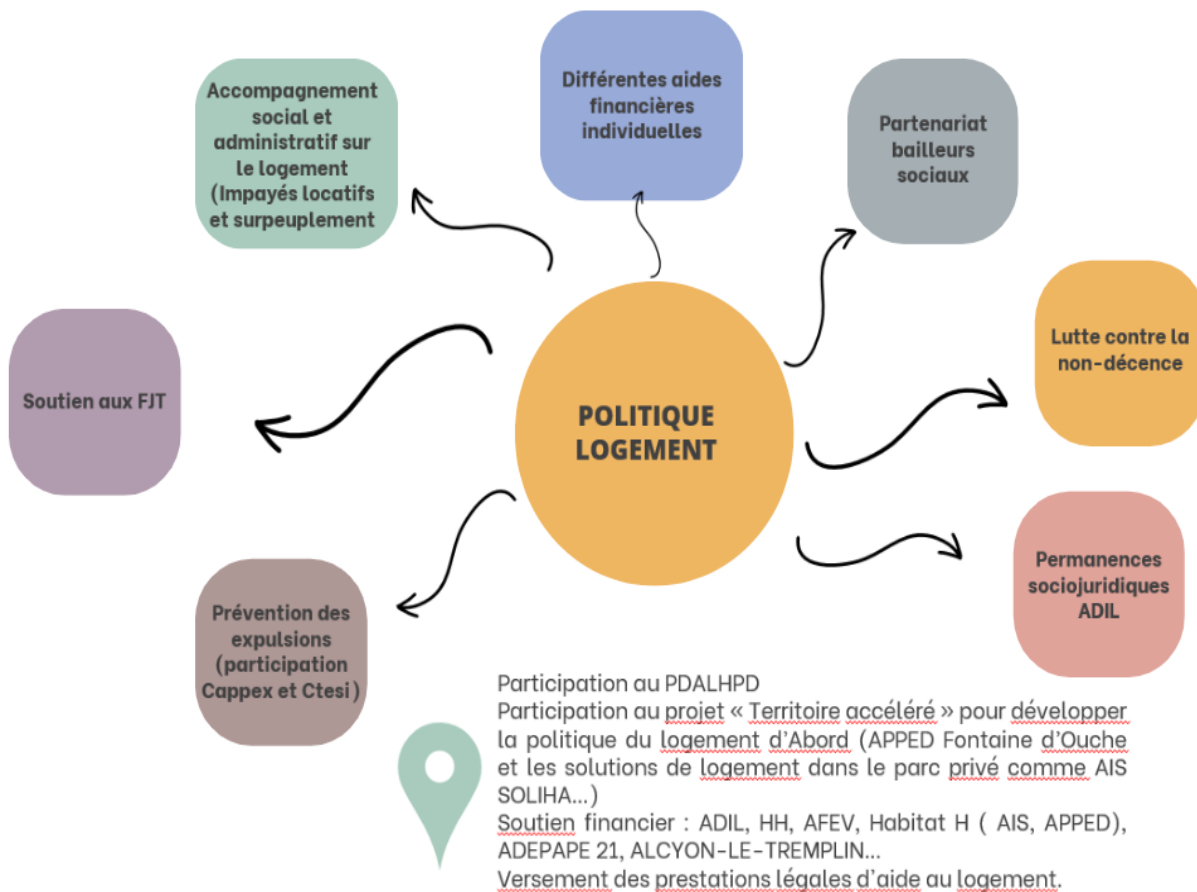 Accompagnement
social et
administratif sur
le logement
(Impayés locatifs
et surpeuplement
Différentes aides
financières
individuelles
Partenariat
bailleurs
sociaux
Soutien aux FJT
POLITIQUE
LOGEMENT
Lutte contre la
non-décence
Prévention des
expulsions
(participation
Cappex et Ctesi)
Permanences
sociojuridiques
ADIL
Participation au PDALHPD
Participation au projet « Territoire accéléré » pour développer
la politique du logement d'Abord (APPED Fontaine d'Ouche
et les solutions de logement dans le parc privé comme AIS
SOLIHA...)
Soutien financier : ADIL, HH, AFEV, Habitat H ( AIS, APPED),
ADEPAPE 21, ALCYON-LE-TREMPLIN...
Versement des prestations légales d'aide au logement.